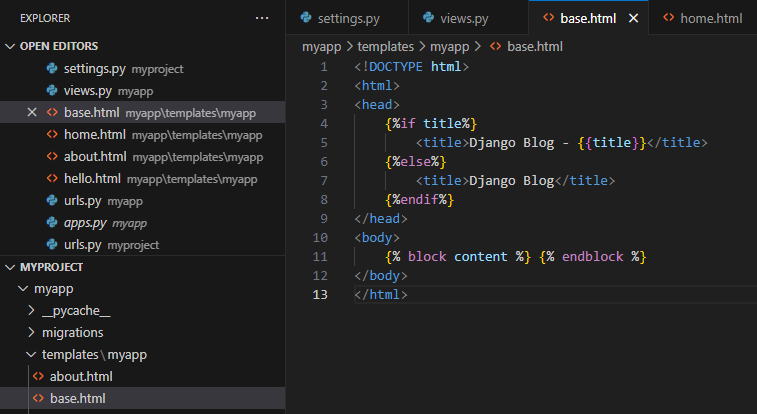 EXPLORER ...
OPEN EDITORS
settings.py myproject
views.py myapp
base.html myapp\templates\myapp
home.html myapp\templates\myapp
about.html myapp\templates\myapp
hello.html myapp\templates\myapp
urls.py myapp
apps.py myapp
urls.py myproject
MYPROJECT
myapp
__pycache__
migrations
templates\myapp
about.html
base.html
settings.py views.py base.html home.html
myapp > templates > myapp > base.html
1 <!DOCTYPE html>
2 <html>
3 <head>
4 {%if title%}
5 <title>Django Blog - {{title}}</title>
6 {%else%}
7 <title>Django Blog</title>
8 {%endif%}
9 </head>
10 <body>
11 {% block content %} {% endblock %}
12 </body>
13 </html>